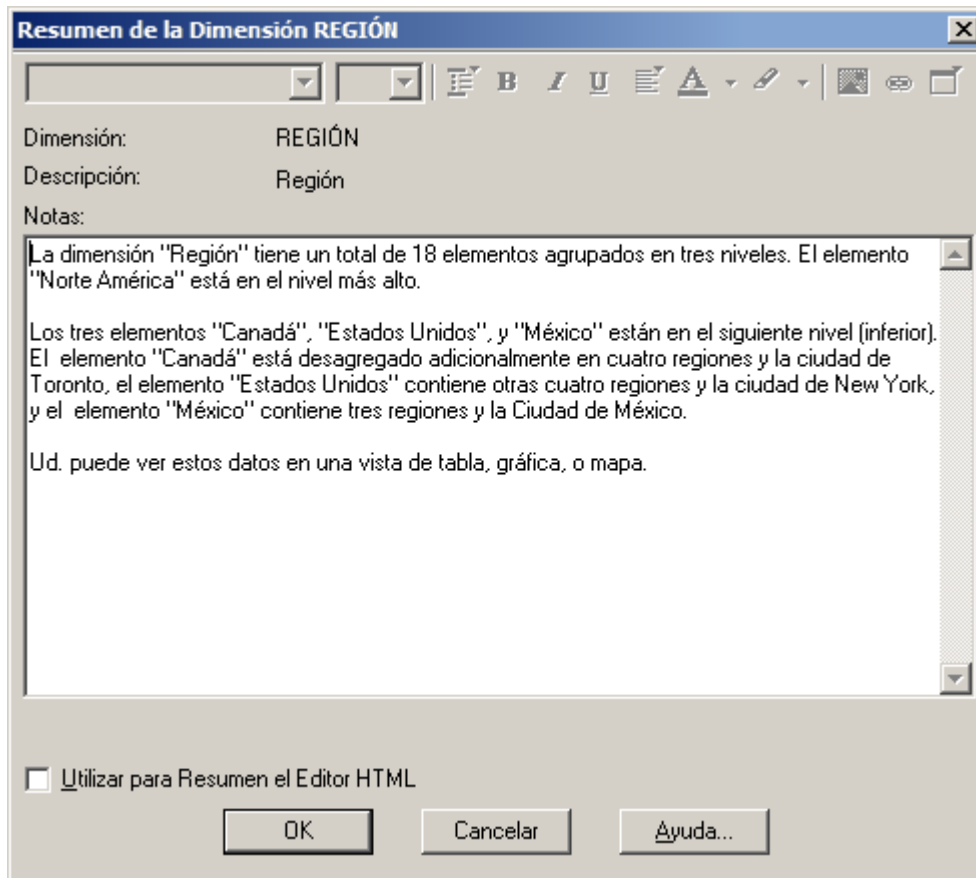 Resumen de la Dimensión REGIÓN
B I U A
Dimensión: REGIÓN
Descripción: Región
Notas:
La dimensión "Región" tiene un total de 18 elementos agrupados en tres niveles. El elemento
"Norte América" está en el nivel más alto.
Los tres elementos "Canadá", "Estados Unidos", y "México" están en el siguiente nivel (inferior).
El  elemento "Canadá" está desagregado adicionalmente en cuatro regiones y la ciudad de
Toronto, el elemento "Estados Unidos" contiene otras cuatro regiones y la ciudad de New York,
y el  elemento "México" contiene tres regiones y la Ciudad de México.
Ud. puede ver estos datos en una vista de tabla, gráfica, o mapa.
Utilizar para Resumen el Editor HTML
OK Cancelar Ayuda...